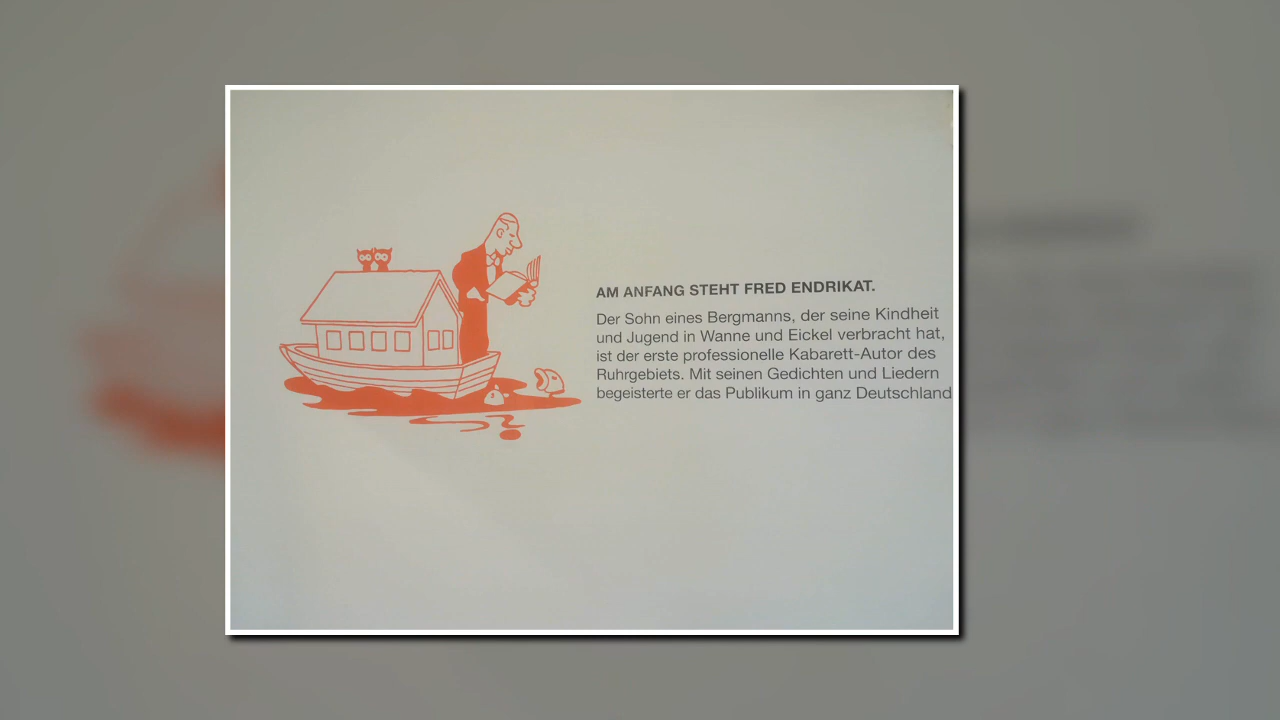 AM ANFANG STEHT FRED ENDRIKAT.
Der Sohn eines Bergmanns, der seine Kindheit
und Jugend in Wanne und Eickel verbracht hat,
ist der erste professionelle Kabarett-Autor des
Ruhrgebiets. Mit seinen Gedichten und Liedern
begeisterte er das Publikum in ganz Deutschland